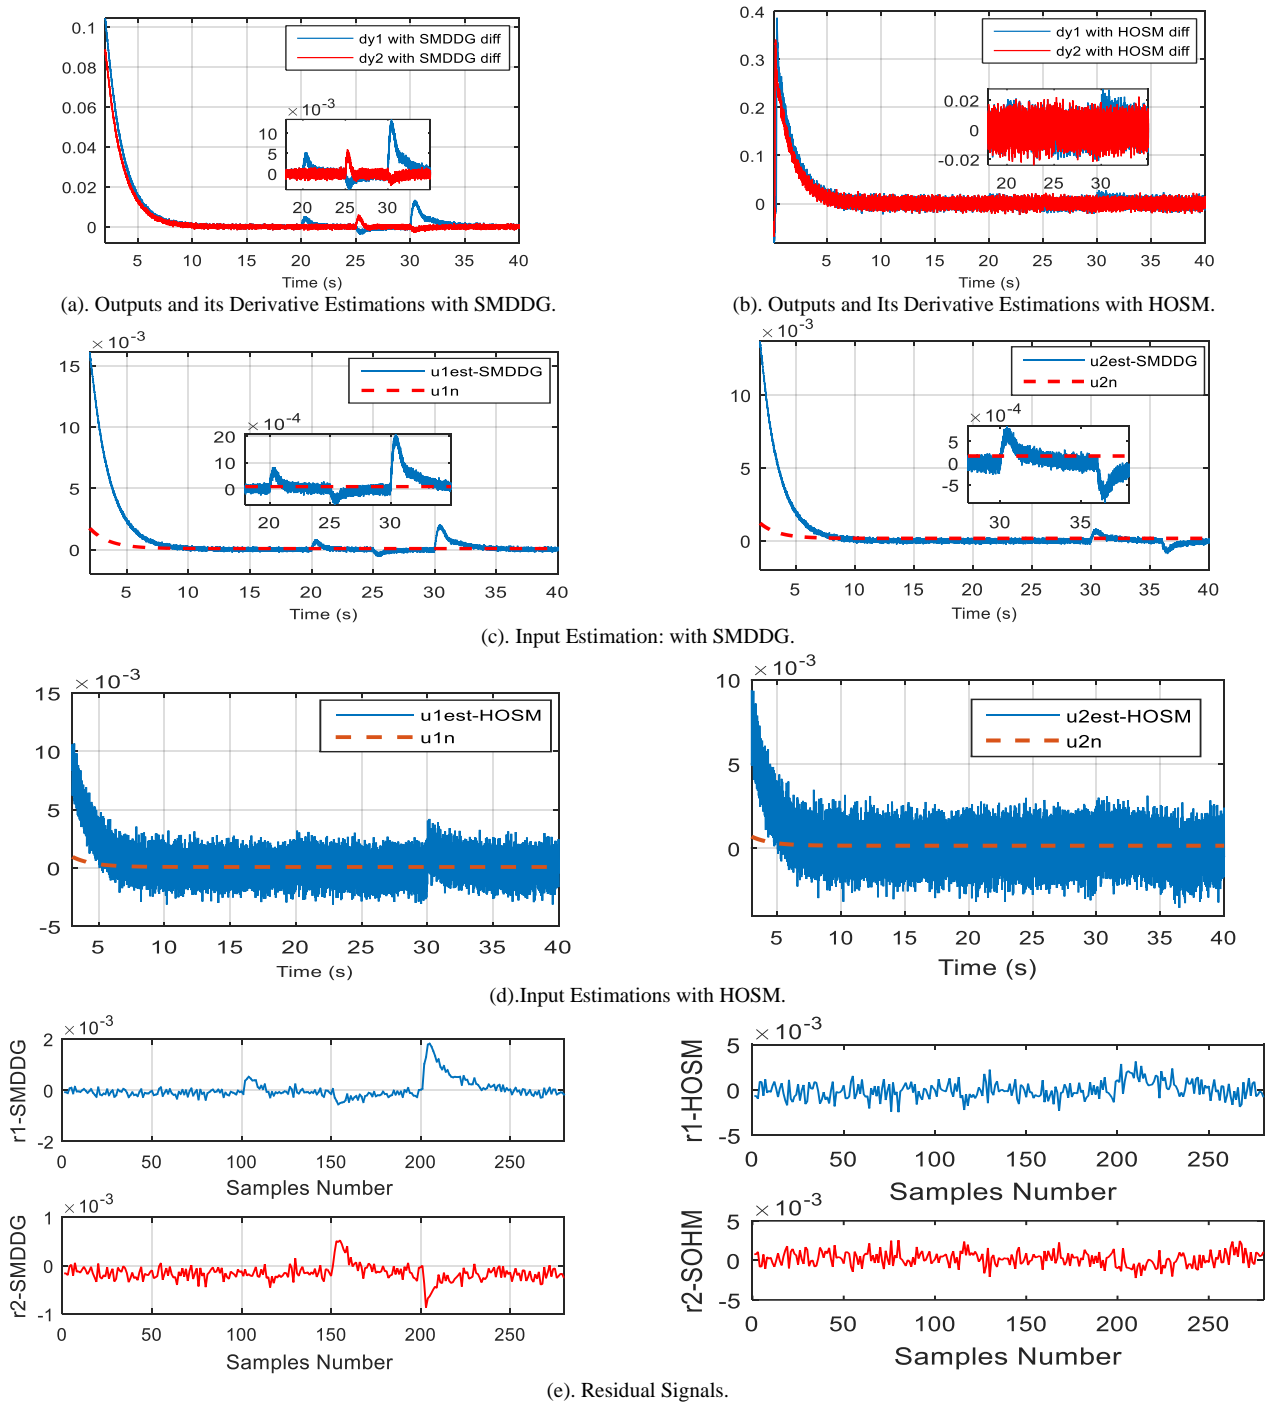 dy1 with SMDDG diff
dy2 with SMDDG diff
0.1
0.08
0.06
0.04
0.02
0
× 10⁻³
10
5
0
20 25 30
5 10 15 20 25 30 35 40
Time (s)
(a). Outputs and its Derivative Estimations with SMDDG.
dy1 with HOSM diff
dy2 with HOSM diff
0.4
0.3
0.2
0.1
0
0.02
0
-0.02
20 25 30
5 10 15 20 25 30 35 40
Time (s)
(b). Outputs and Its Derivative Estimations with HOSM.
× 10⁻³
15
10
5
0
u1est-SMDDG
u1n
× 10⁻⁴
20
10
0
20 25 30
5 10 15 20 25 30 35 40
Time (s)
× 10⁻³
10
5
0
u2est-SMDDG
u2n
× 10⁻⁴
5
0
-5
30 35
5 10 15 20 25 30 35 40
Time (s)
(c). Input Estimation: with SMDDG.
× 10⁻³
15
10
5
0
-5
u1est-HOSM
u1n
5 10 15 20 25 30 35 40
Time (s)
× 10⁻³
10
5
0
u2est-HOSM
u2n
5 10 15 20 25 30 35 40
Time (s)
(d).Input Estimations with HOSM.
× 10⁻³
r1-SMDDG
2
0
-2
0 50 100 150 200 250
Samples Number
× 10⁻³
r1-HOSM
5
0
-5
0 50 100 150 200 250
Samples Number
× 10⁻³
r2-SMDDG
1
0
-1
0 50 100 150 200 250
Samples Number
× 10⁻³
r2-SOHM
5
0
-5
0 50 100 150 200 250
Samples Number
(e). Residual Signals.